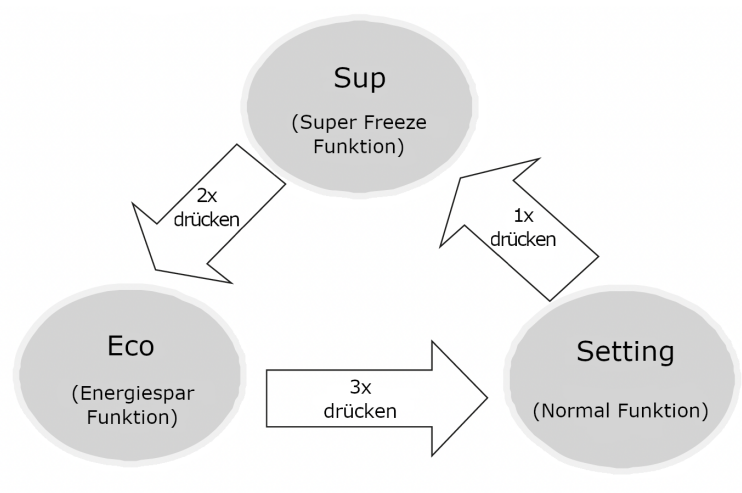 Sup
(Super Freeze
Funktion)
2x
drücken
1x
drücken
Eco
(Energiespar
Funktion)
3x
drücken
Setting
(Normal Funktion)